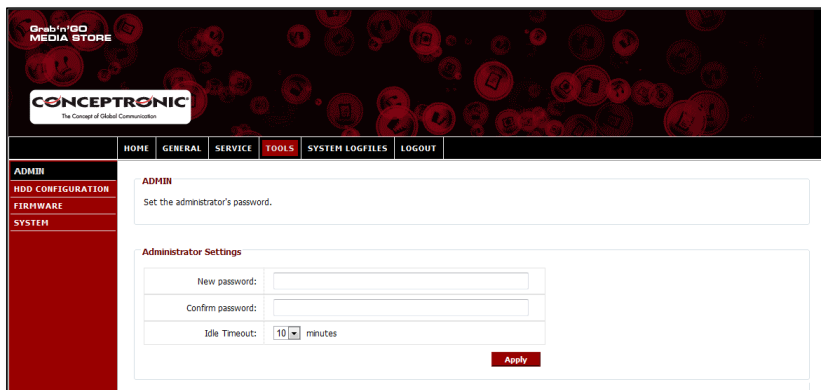 Grab'n'GO
MEDIA STORE
CONCEPTRONIC
The Concept of Global Communication
HOME GENERAL SERVICE TOOLS SYSTEM LOGFILES LOGOUT
ADMIN
HDD CONFIGURATION
FIRMWARE
SYSTEM
ADMIN
Set the administrator's password.
Administrator Settings
New password:
Confirm password:
Idle Timeout: 10 minutes
Apply